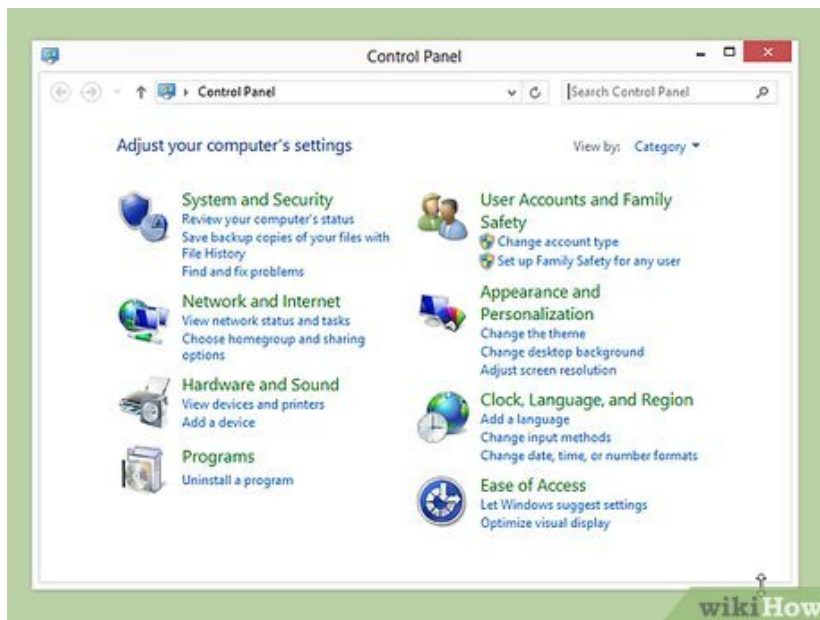 Control Panel
Control Panel
Search Control Panel
Adjust your computer's settings
View by: Category
System and Security
Review your computer's status
Save backup copies of your files with
File History
Find and fix problems
Network and Internet
View network status and tasks
Choose homegroup and sharing
options
Hardware and Sound
View devices and printers
Add a device
Programs
Uninstall a program
User Accounts and Family
Safety
Change account type
Set up Family Safety for any user
Appearance and
Personalization
Change the theme
Change desktop background
Adjust screen resolution
Clock, Language, and Region
Add a language
Change input methods
Change date, time, or number formats
Ease of Access
Let Windows suggest settings
Optimize visual display
wikiHow